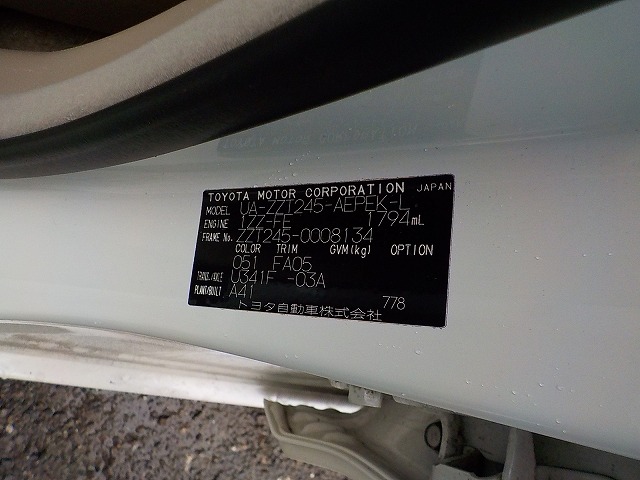 TOYOTA MOTOR CORPORATION JAPAN
MODEL UA-ZZT245-AEPEK-L
ENGINE 1ZZ-FE 1794mL
FRAME No. ZZT245-0008134
COLOR TRIM GVM(kg) OPTION
051 FA05
TRANS./AXLE U341F -03A
PLANT/BUILT A41 778
トヨタ自動車株式会社